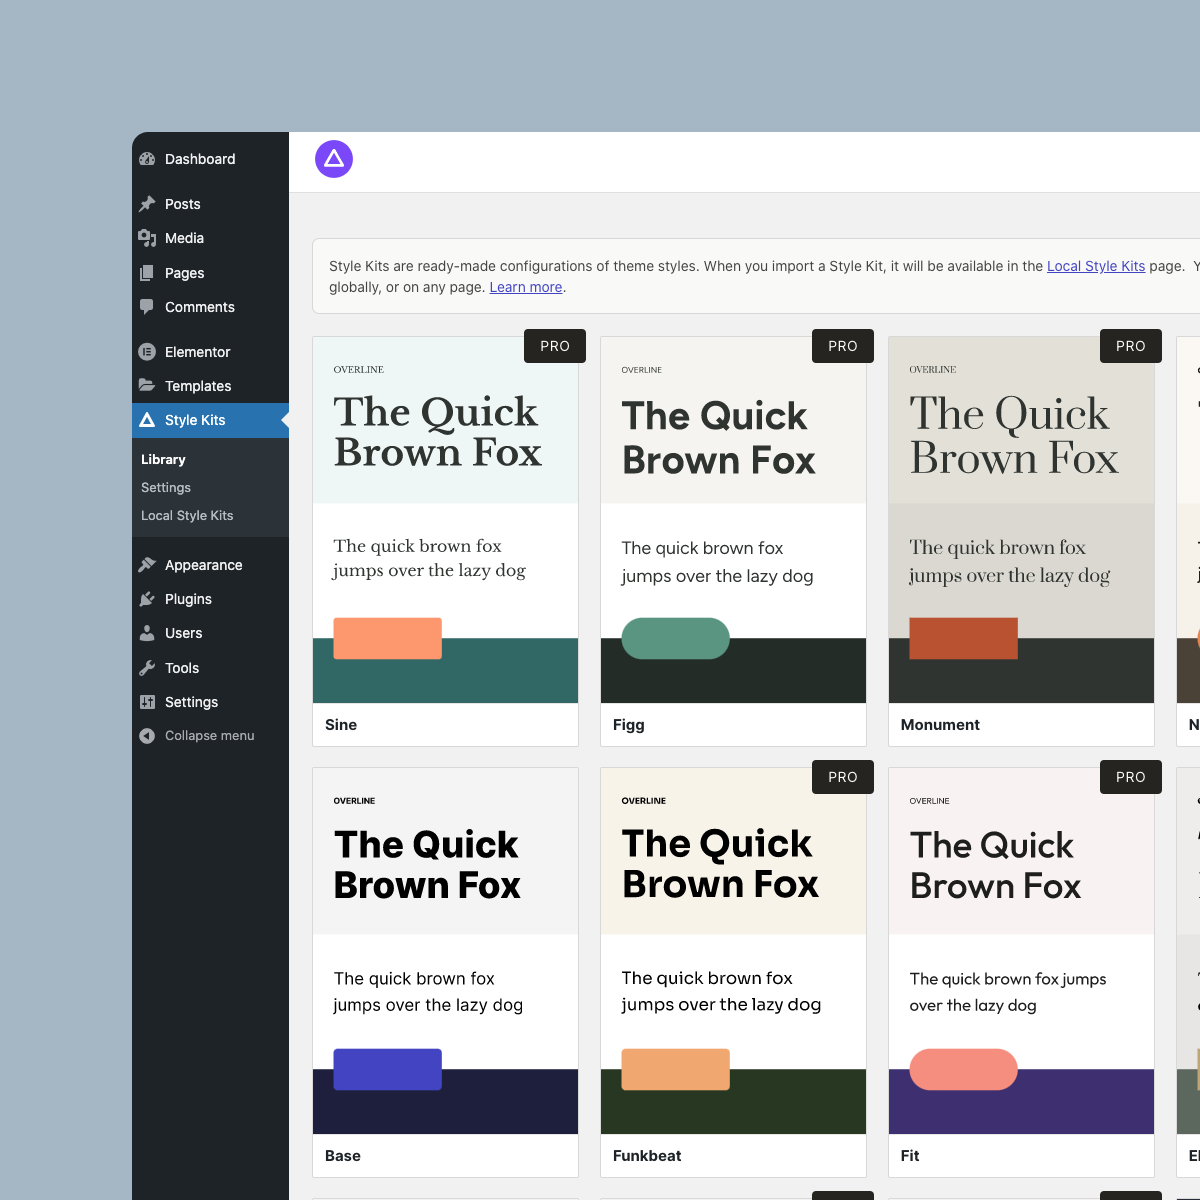 Dashboard
Posts
Media
Pages
Comments
Elementor
Templates
Style Kits
Library
Settings
Local Style Kits
Appearance
Plugins
Users
Tools
Settings
Collapse menu
Style Kits are ready-made configurations of theme styles. When you import a Style Kit, it will be available in the Local Style Kits page.
globally, or on any page. Learn more.
PRO
OVERLINE
The Quick
Brown Fox
The quick brown fox
jumps over the lazy dog
Sine
PRO
OVERLINE
The Quick
Brown Fox
The quick brown fox
jumps over the lazy dog
Figg
PRO
OVERLINE
The Quick
Brown Fox
The quick brown fox
jumps over the lazy dog
Monument
OVERLINE
The Quick
Brown Fox
The quick brown fox
jumps over the lazy dog
Base
PRO
OVERLINE
The Quick
Brown Fox
The quick brown fox
jumps over the lazy dog
Funkbeat
PRO
OVERLINE
The Quick
Brown Fox
The quick brown fox jumps
over the lazy dog
Fit